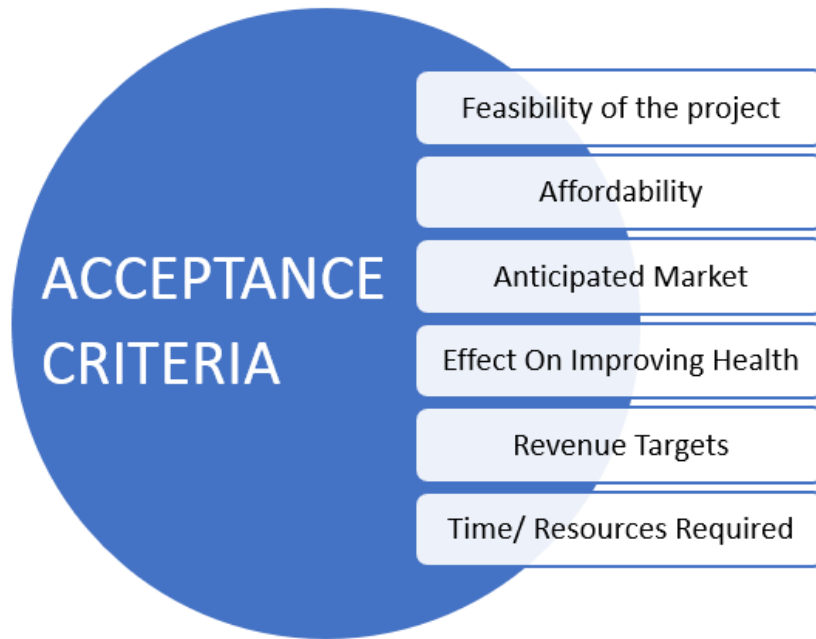 ACCEPTANCE
CRITERIA
Feasibility of the project
Affordability
Anticipated Market
Effect On Improving Health
Revenue Targets
Time/ Resources Required